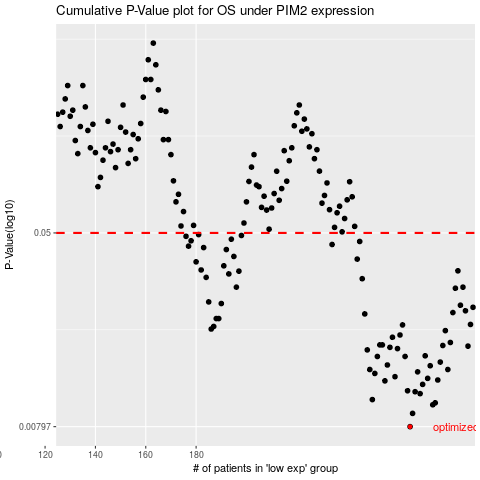 Cumulative P-Value plot for OS under PIM2 expression
P-Value(log10)
0.05
0.00797
optimized
0 120 140 160 180
# of patients in 'low exp' group